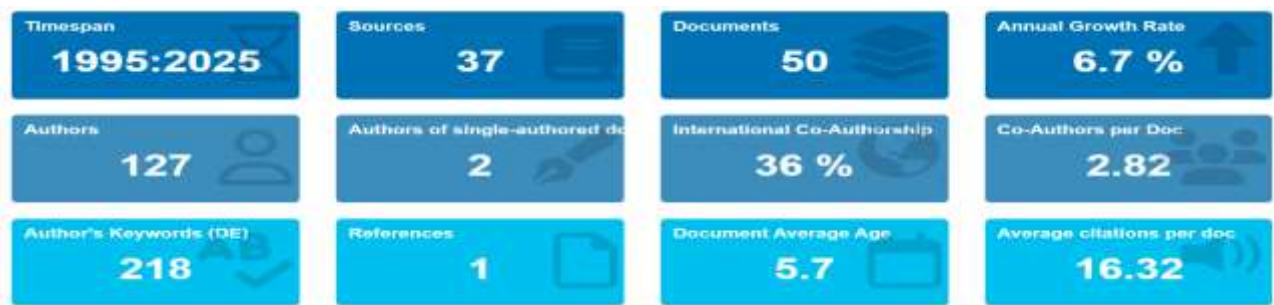 Timespan
1995:2025
Sources
37
Documents
50
Annual Growth Rate
6.7 %
Authors
127
Authors of single-authored do
2
International Co-Authorship
36 %
Co-Authors per Doc
2.82
Author's Keywords (DE)
218
References
1
Document Average Age
5.7
Average citations per doc
16.32